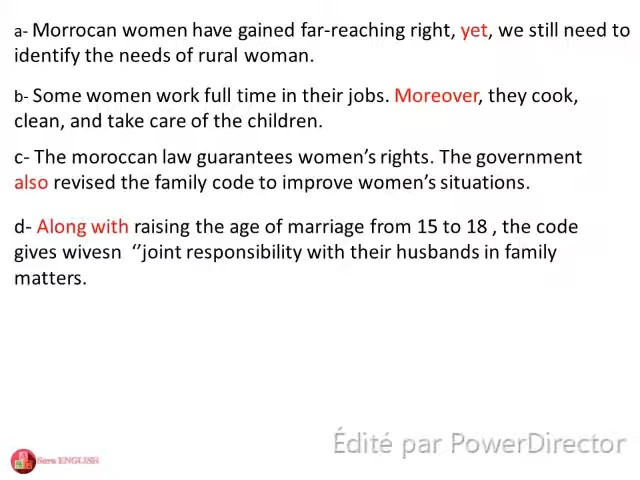 a- Morrocan women have gained far-reaching right, yet, we still need to
identify the needs of rural woman.
b- Some women work full time in their jobs. Moreover, they cook,
clean, and take care of the children.
c- The moroccan law guarantees women’s rights. The government
also revised the family code to improve women’s situations.
d- Along with raising the age of marriage from 15 to 18 , the code
gives wivesn ‘’joint responsibility with their husbands in family
matters.
Édité par PowerDirector
Sara ENGLISH